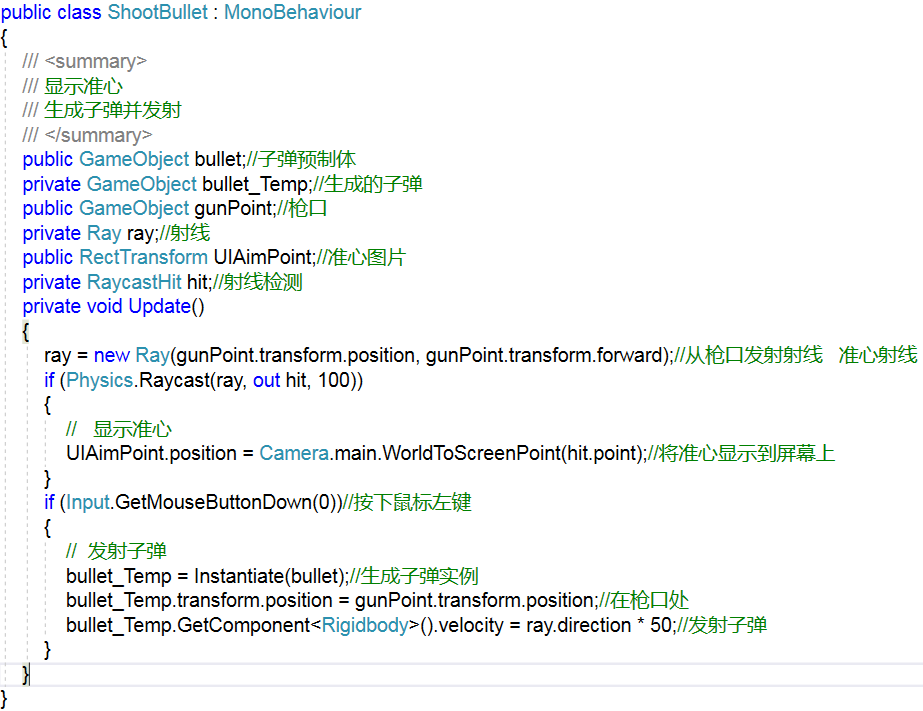 public class ShootBullet : MonoBehaviour
{
/// <summary>
/// 显示准心
/// 生成子弹并发射
/// </summary>
public GameObject bullet;//子弹预制体
private GameObject bullet_Temp;//生成的子弹
public GameObject gunPoint;//枪口
private Ray ray;//射线
public RectTransform UIAimPoint;//准心图片
private RaycastHit hit;//射线检测
private void Update()
{
ray = new Ray(gunPoint.transform.position, gunPoint.transform.forward);//从枪口发射射线   准心射线
if (Physics.Raycast(ray, out hit, 100))
{
//   显示准心
UIAimPoint.position = Camera.main.WorldToScreenPoint(hit.point);//将准心显示到屏幕上
}
if (Input.GetMouseButtonDown(0))//按下鼠标左键
{
//  发射子弹
bullet_Temp = Instantiate(bullet);//生成子弹实例
bullet_Temp.transform.position = gunPoint.transform.position;//在枪口处
bullet_Temp.GetComponent<Rigidbody>().velocity = ray.direction * 50;//发射子弹
}
}
}